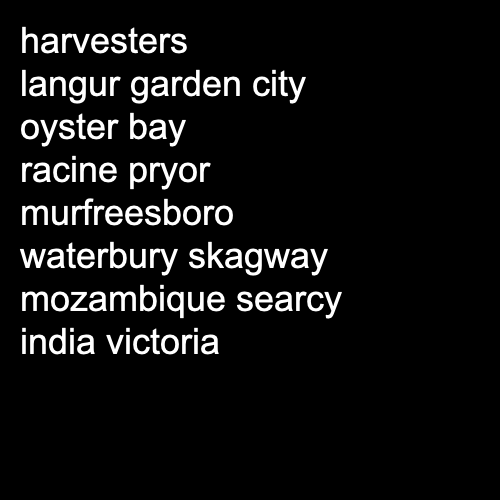 harvesters
langur garden city
oyster bay
racine pryor
murfreesboro
waterbury skagway
mozambique searcy
india victoria